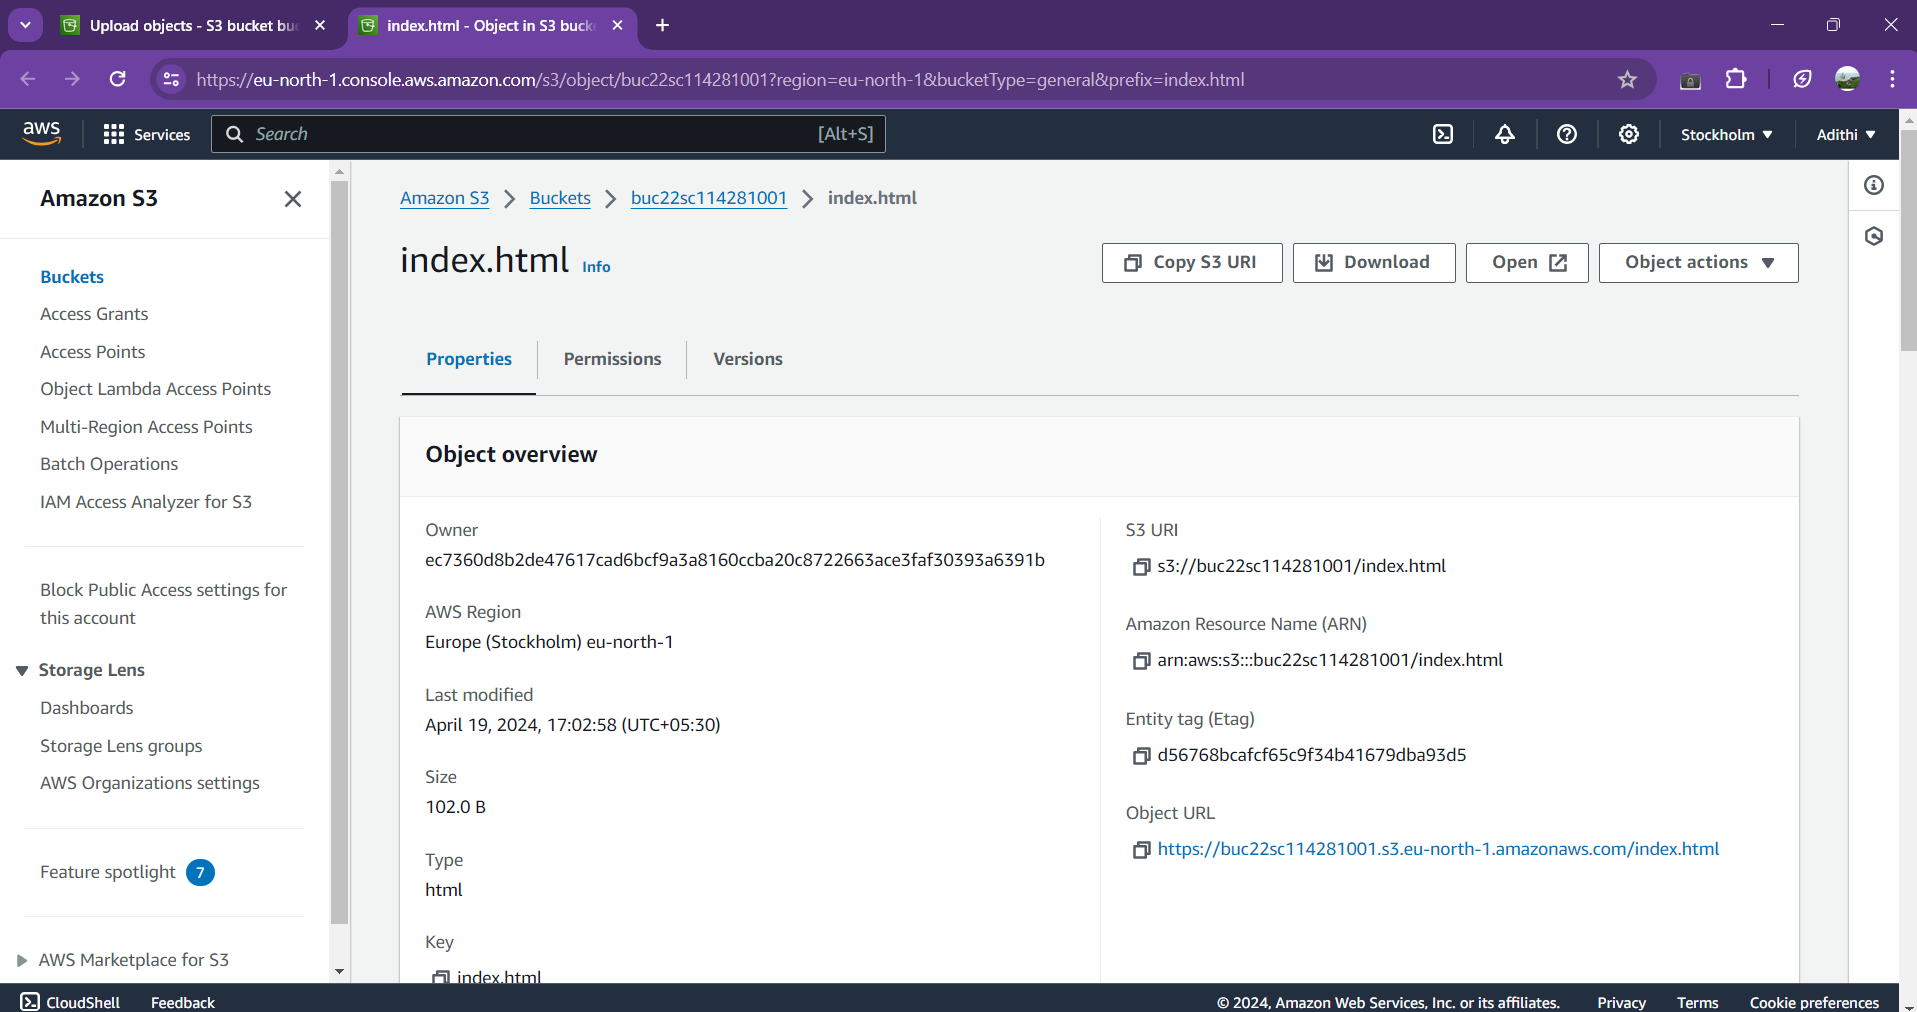 Upload objects - S3 bucket bu
index.html - Object in S3 buck
https://eu-north-1.console.aws.amazon.com/s3/object/buc22sc114281001?region=eu-north-1&bucketType=general&prefix=index.html
aws
Services
Search
[Alt+S]
Stockholm
Adithi
Amazon S3
Buckets
Access Grants
Access Points
Object Lambda Access Points
Multi-Region Access Points
Batch Operations
IAM Access Analyzer for S3
Block Public Access settings for
this account
Storage Lens
Dashboards
Storage Lens groups
AWS Organizations settings
Feature spotlight 7
AWS Marketplace for S3
Amazon S3 > Buckets > buc22sc114281001 > index.html
index.html Info
Copy S3 URI
Download
Open
Object actions
Properties
Permissions
Versions
Object overview
Owner
ec7360d8b2de47617cad6bcf9a3a8160ccba20c8722663ace3faf30393a6391b
AWS Region
Europe (Stockholm) eu-north-1
Last modified
April 19, 2024, 17:02:58 (UTC+05:30)
Size
102.0 B
Type
html
Key
index.html
S3 URI
s3://buc22sc114281001/index.html
Amazon Resource Name (ARN)
arn:aws:s3:::buc22sc114281001/index.html
Entity tag (Etag)
d56768bcafcf65c9f34b41679dba93d5
Object URL
https://buc22sc114281001.s3.eu-north-1.amazonaws.com/index.html
CloudShell
Feedback
© 2024, Amazon Web Services, Inc. or its affiliates.
Privacy
Terms
Cookie preferences